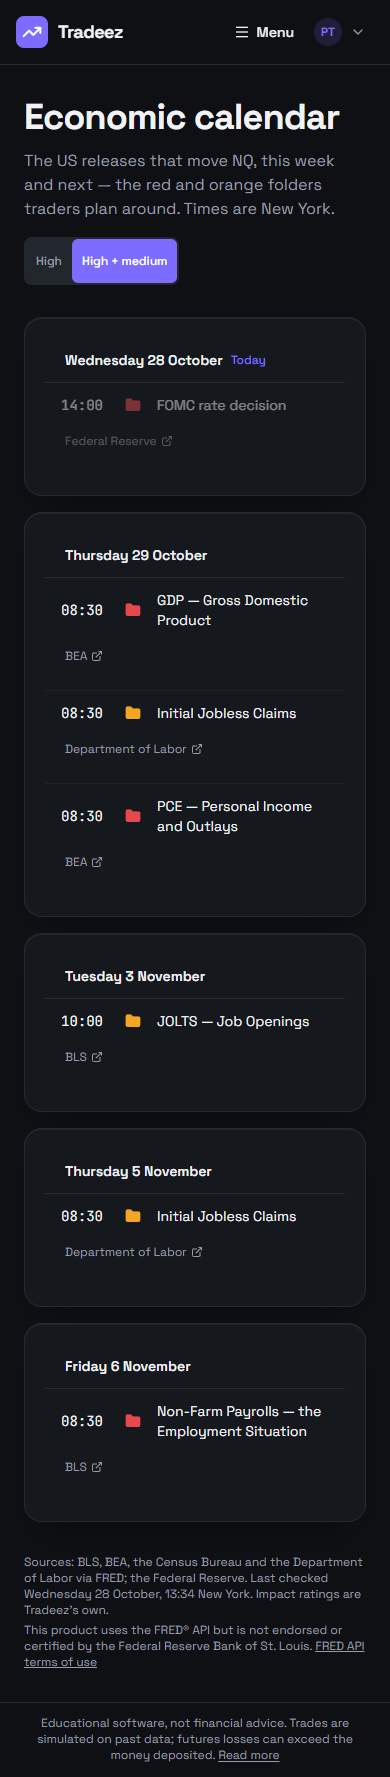 Tradeez
Menu
PT
Economic calendar
The US releases that move NQ, this week
and next — the red and orange folders
traders plan around. Times are New York.
High
High + medium
Wednesday 28 October Today
14:00 FOMC rate decision
Federal Reserve
Thursday 29 October
08:30 GDP — Gross Domestic
Product
BEA
08:30 Initial Jobless Claims
Department of Labor
08:30 PCE — Personal Income
and Outlays
BEA
Tuesday 3 November
10:00 JOLTS — Job Openings
BLS
Thursday 5 November
08:30 Initial Jobless Claims
Department of Labor
Friday 6 November
08:30 Non-Farm Payrolls — the
Employment Situation
BLS
Sources: BLS, BEA, the Census Bureau and the Department
of Labor via FRED; the Federal Reserve. Last checked
Wednesday 28 October, 13:34 New York. Impact ratings are
Tradeez's own.
This product uses the FRED® API but is not endorsed or
certified by the Federal Reserve Bank of St. Louis. FRED API
terms of use
Educational software, not financial advice. Trades are
simulated on past data; futures losses can exceed the
money deposited. Read more